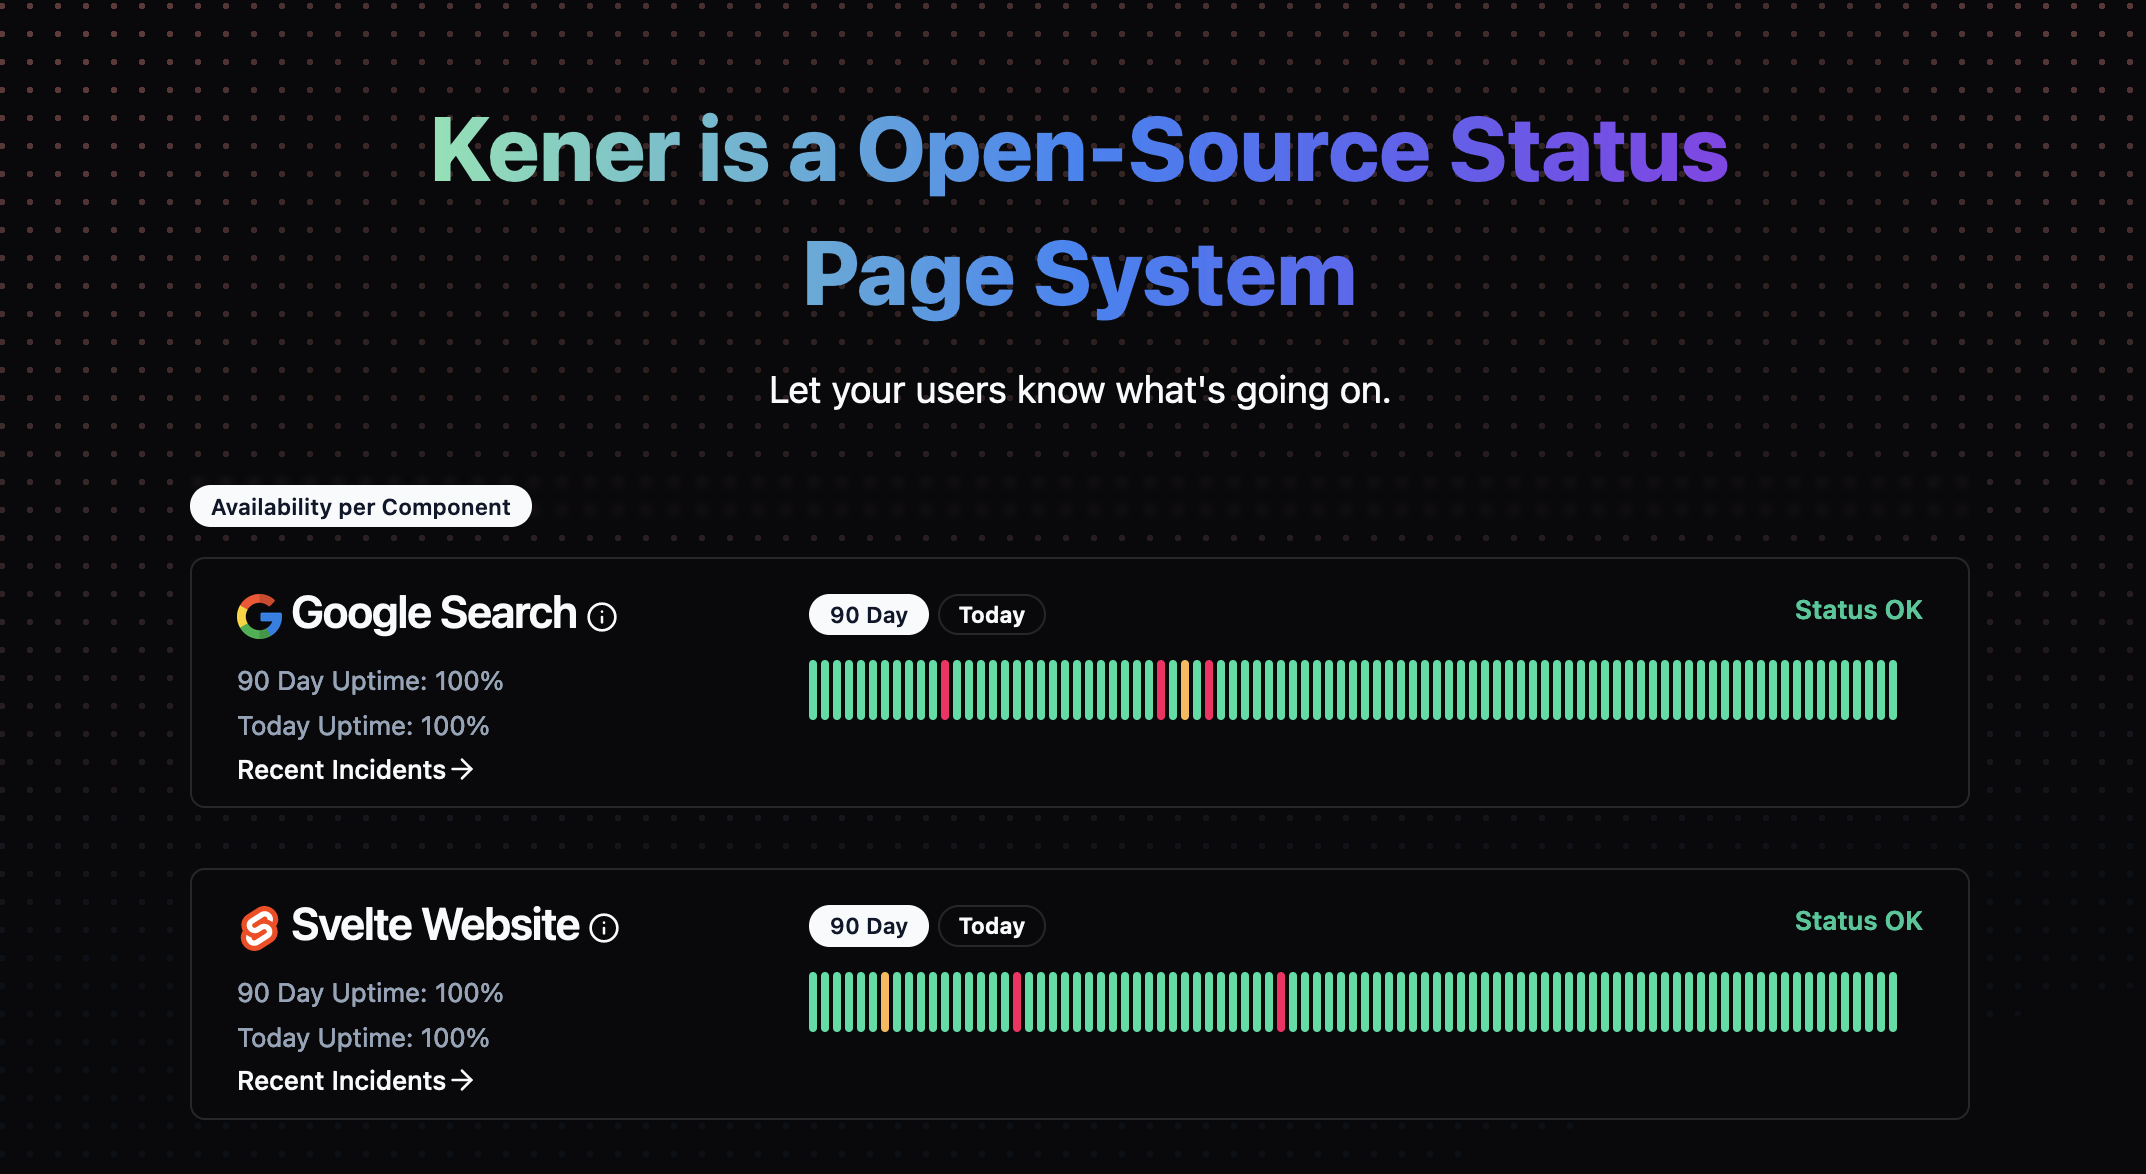 Kener is a Open-Source Status
Page System
Let your users know what's going on.
Availability per Component
Google Search
90 Day Today
Status OK
90 Day Uptime: 100%
Today Uptime: 100%
Recent Incidents
Svelte Website
90 Day Today
Status OK
90 Day Uptime: 100%
Today Uptime: 100%
Recent Incidents